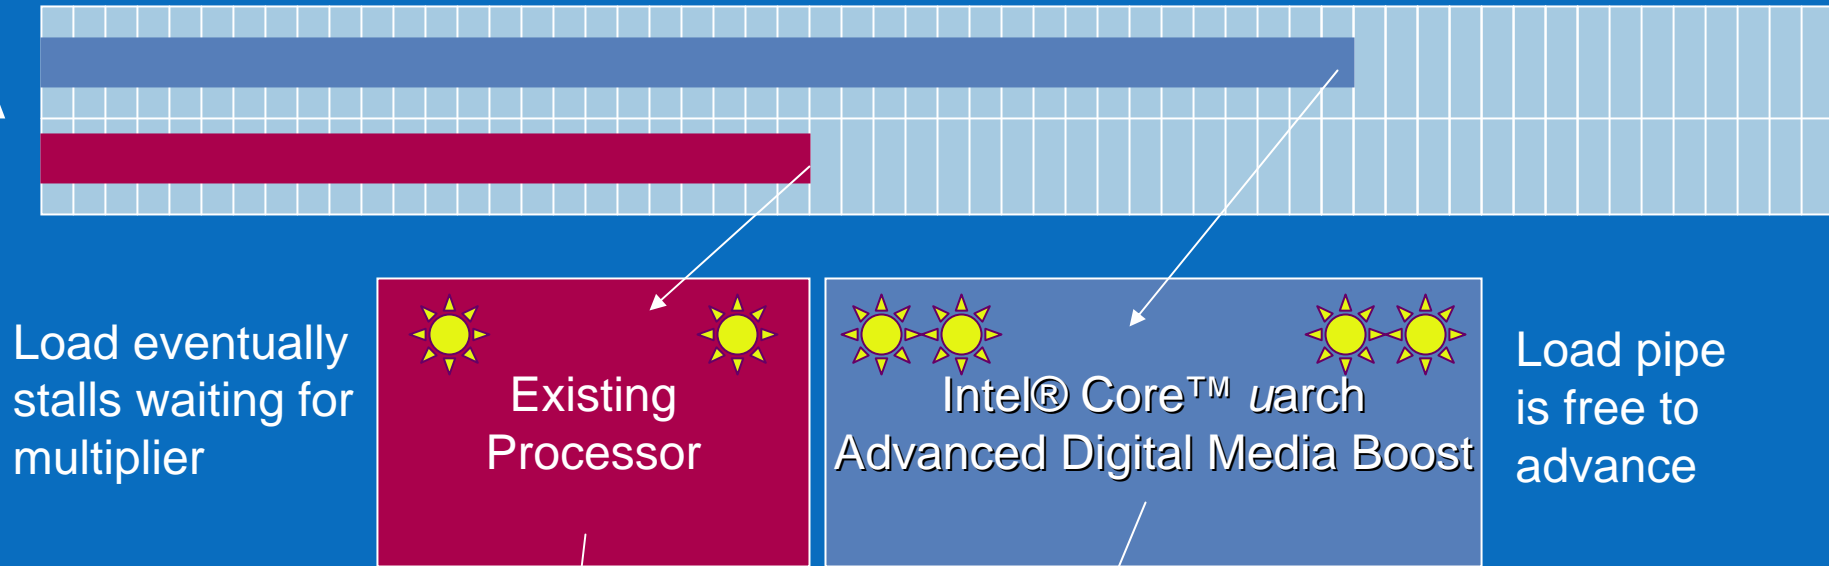 Load eventually
stalls waiting for
multiplier
Existing
Processor
Intel® Core™ uarch
Advanced Digital Media Boost
Load pipe
is free to
advance